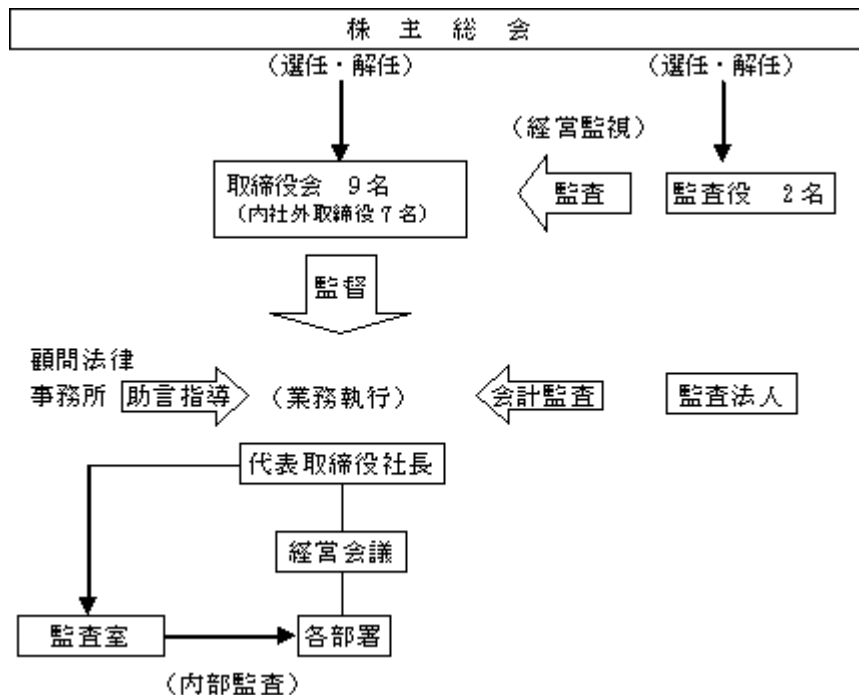 株主総会
(選任・解任)
(選任・解任)
(経営監視)
取締役会 9名
(内社外取締役7名)
監査
監査役 2名
監督
顧問法律
事務所
助言指導
(業務執行)
会計監査
監査法人
代表取締役社長
経営会議
監査室
各部署
(内部監査)